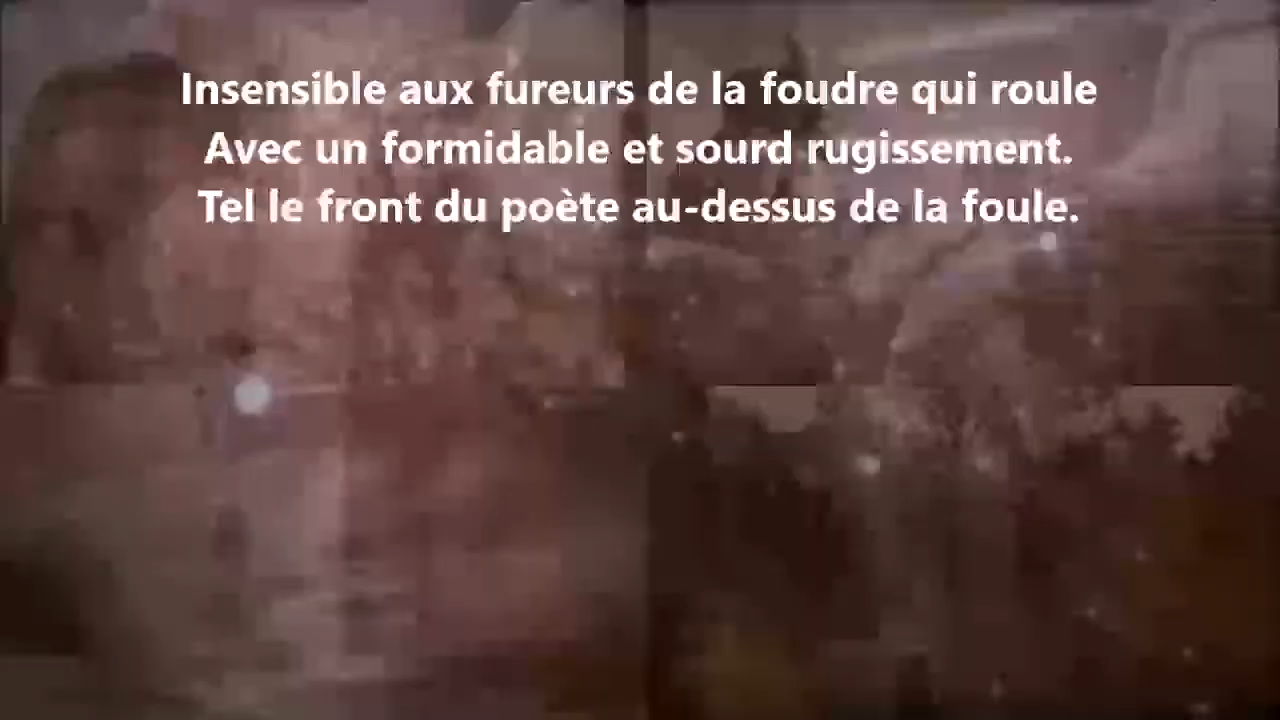 Insensible aux fureurs de la foudre qui roule
Avec un formidable et sourd rugissement.
Tel le front du poète au-dessus de la foule.